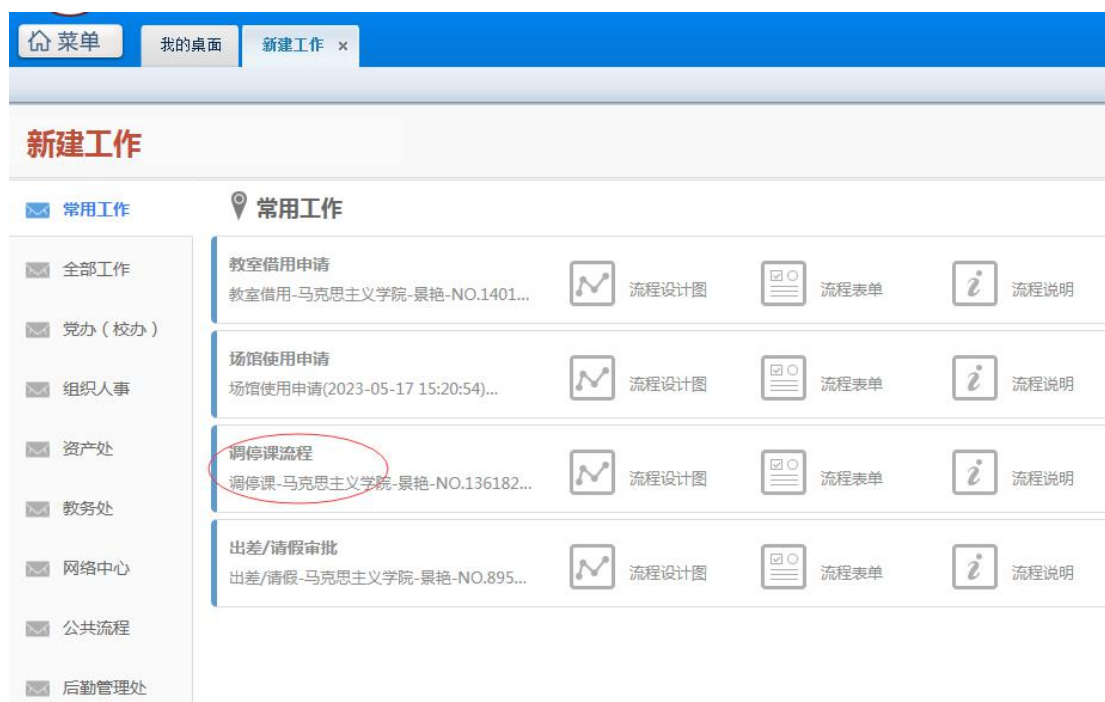 菜单
我的桌面
新建工作 ×
新建工作
常用工作
全部工作
党办（校办）
组织人事
资产处
教务处
网络中心
公共流程
后勤管理处
常用工作
教室借用申请
教室借用-马克思主义学院-景艳-NO.1401...
流程设计图
流程表单
流程说明
场馆使用申请
场馆使用申请(2023-05-17 15:20:54)...
流程设计图
流程表单
流程说明
调停课流程
调停课-马克思主义学院-景艳-NO.136182...
流程设计图
流程表单
流程说明
出差/请假审批
出差/请假-马克思主义学院-景艳-NO.895...
流程设计图
流程表单
流程说明